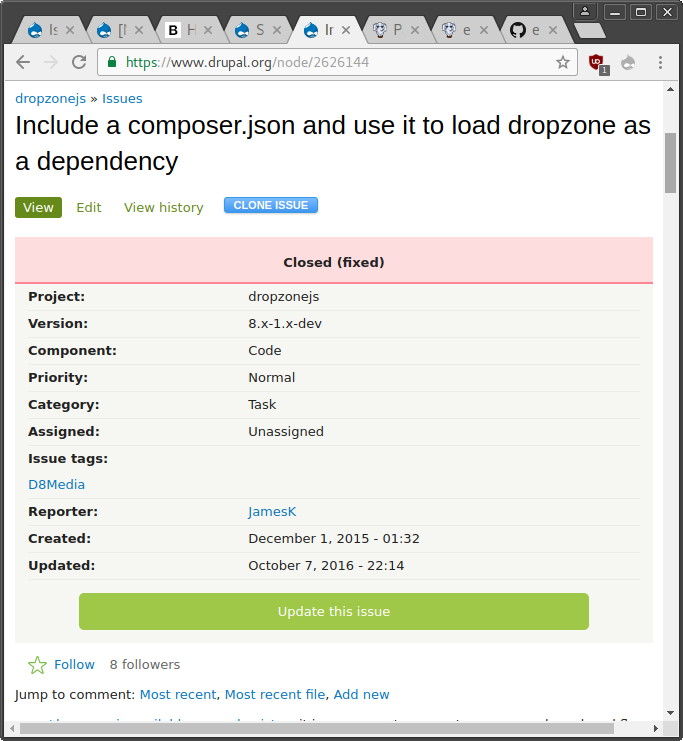 Is
[I
B H
S
In
P
e
e
https://www.drupal.org/node/2626144
1
dropzonejs » Issues
Include a composer.json and use it to load dropzone as
a dependency
View Edit View history CLONE ISSUE
Closed (fixed)
Project: dropzonejs
Version: 8.x-1.x-dev
Component: Code
Priority: Normal
Category: Task
Assigned: Unassigned
Issue tags:
D8Media
Reporter: JamesK
Created: December 1, 2015 - 01:32
Updated: October 7, 2016 - 22:14
Update this issue
Follow 8 followers
Jump to comment: Most recent, Most recent file, Add new